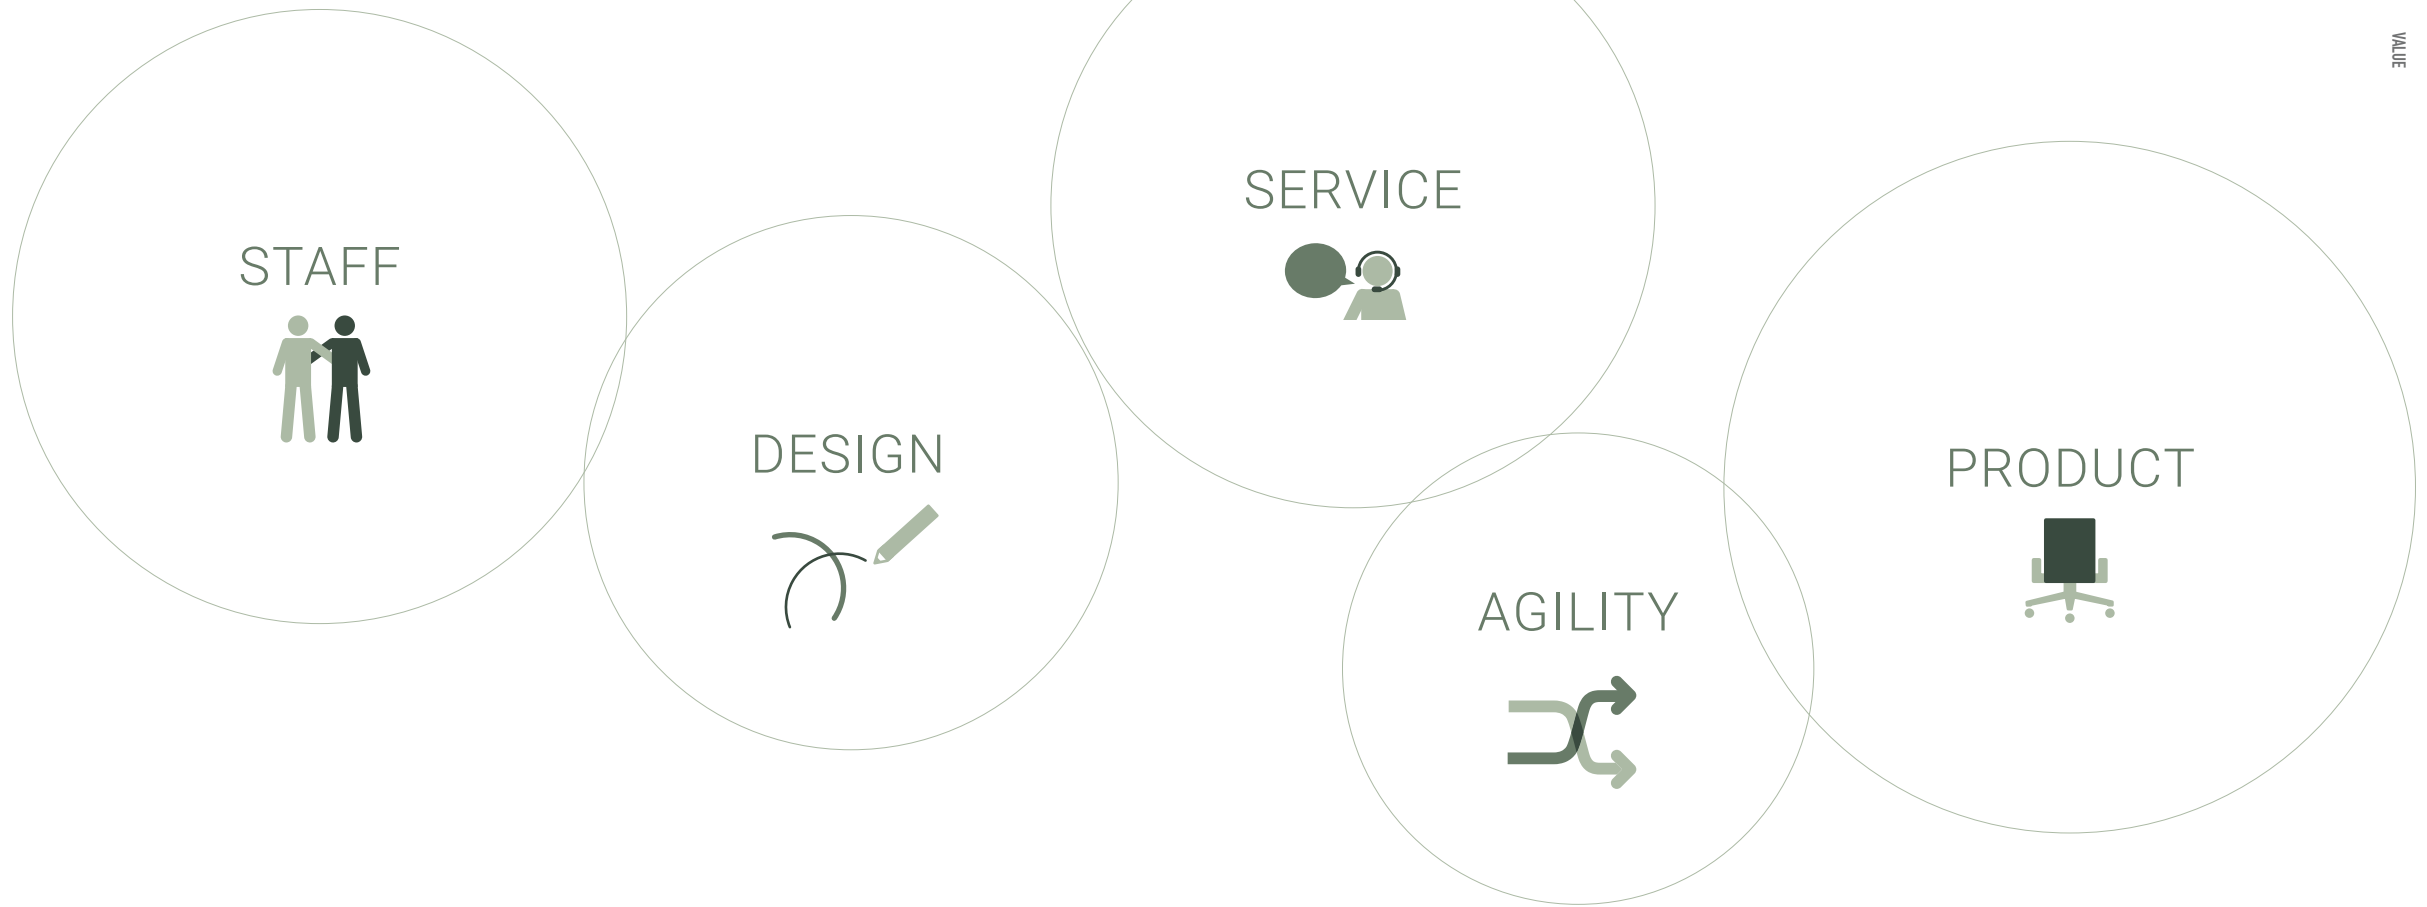 VALUE
STAFF
DESIGN
SERVICE
AGILITY
PRODUCT